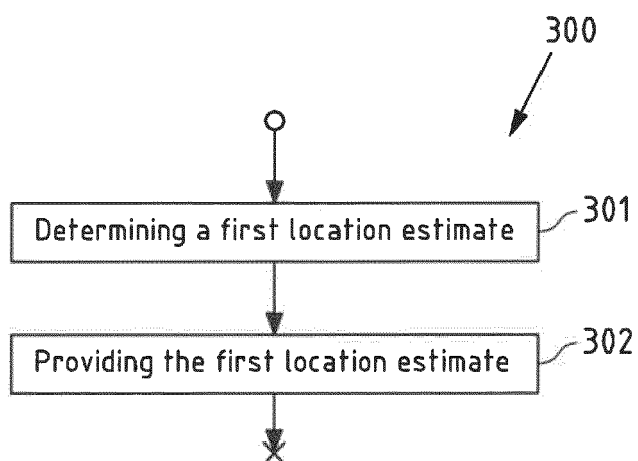 300
Determining a first location estimate
301
Providing the first location estimate
302